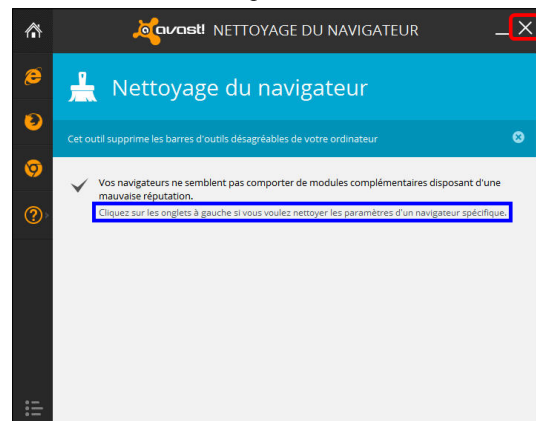 avast! NETTOYAGE DU NAVIGATEUR
Nettoyage du navigateur
Cet outil supprime les barres d'outils désagréables de votre ordinateur
Vos navigateurs ne semblent pas comporter de modules complémentaires disposant d'une
mauvaise réputation.
Cliquez sur les onglets à gauche si vous voulez nettoyer les paramètres d'un navigateur spécifique.